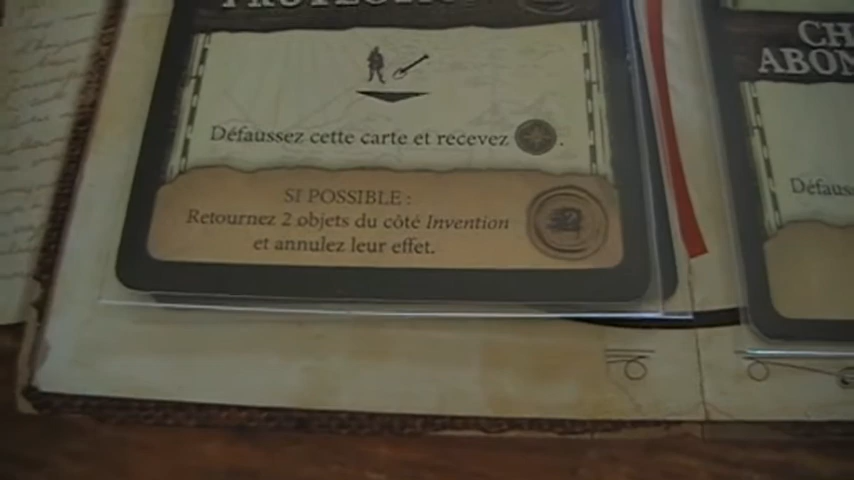 PROTECTION
CH
ABON
Défaussez cette carte et recevez .
Défaus
SI POSSIBLE :
Retournez 2 objets du côté Invention
et annulez leur effet.